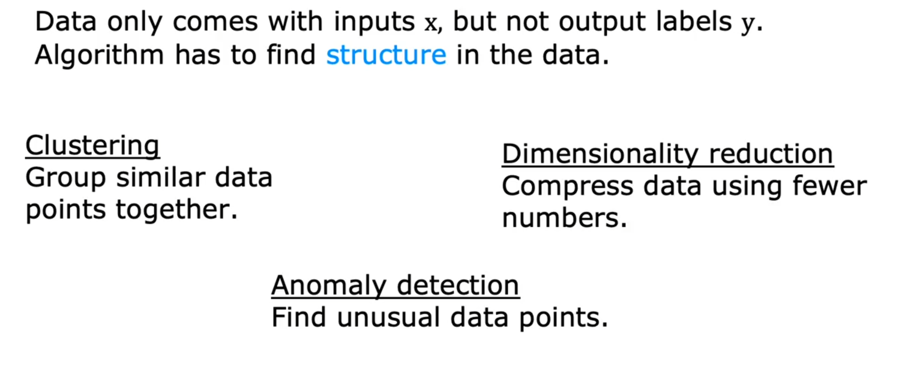 Data only comes with inputs x, but not output labels y.
Algorithm has to find structure in the data.
Clustering
Group similar data
points together.
Dimensionality reduction
Compress data using fewer
numbers.
Anomaly detection
Find unusual data points.